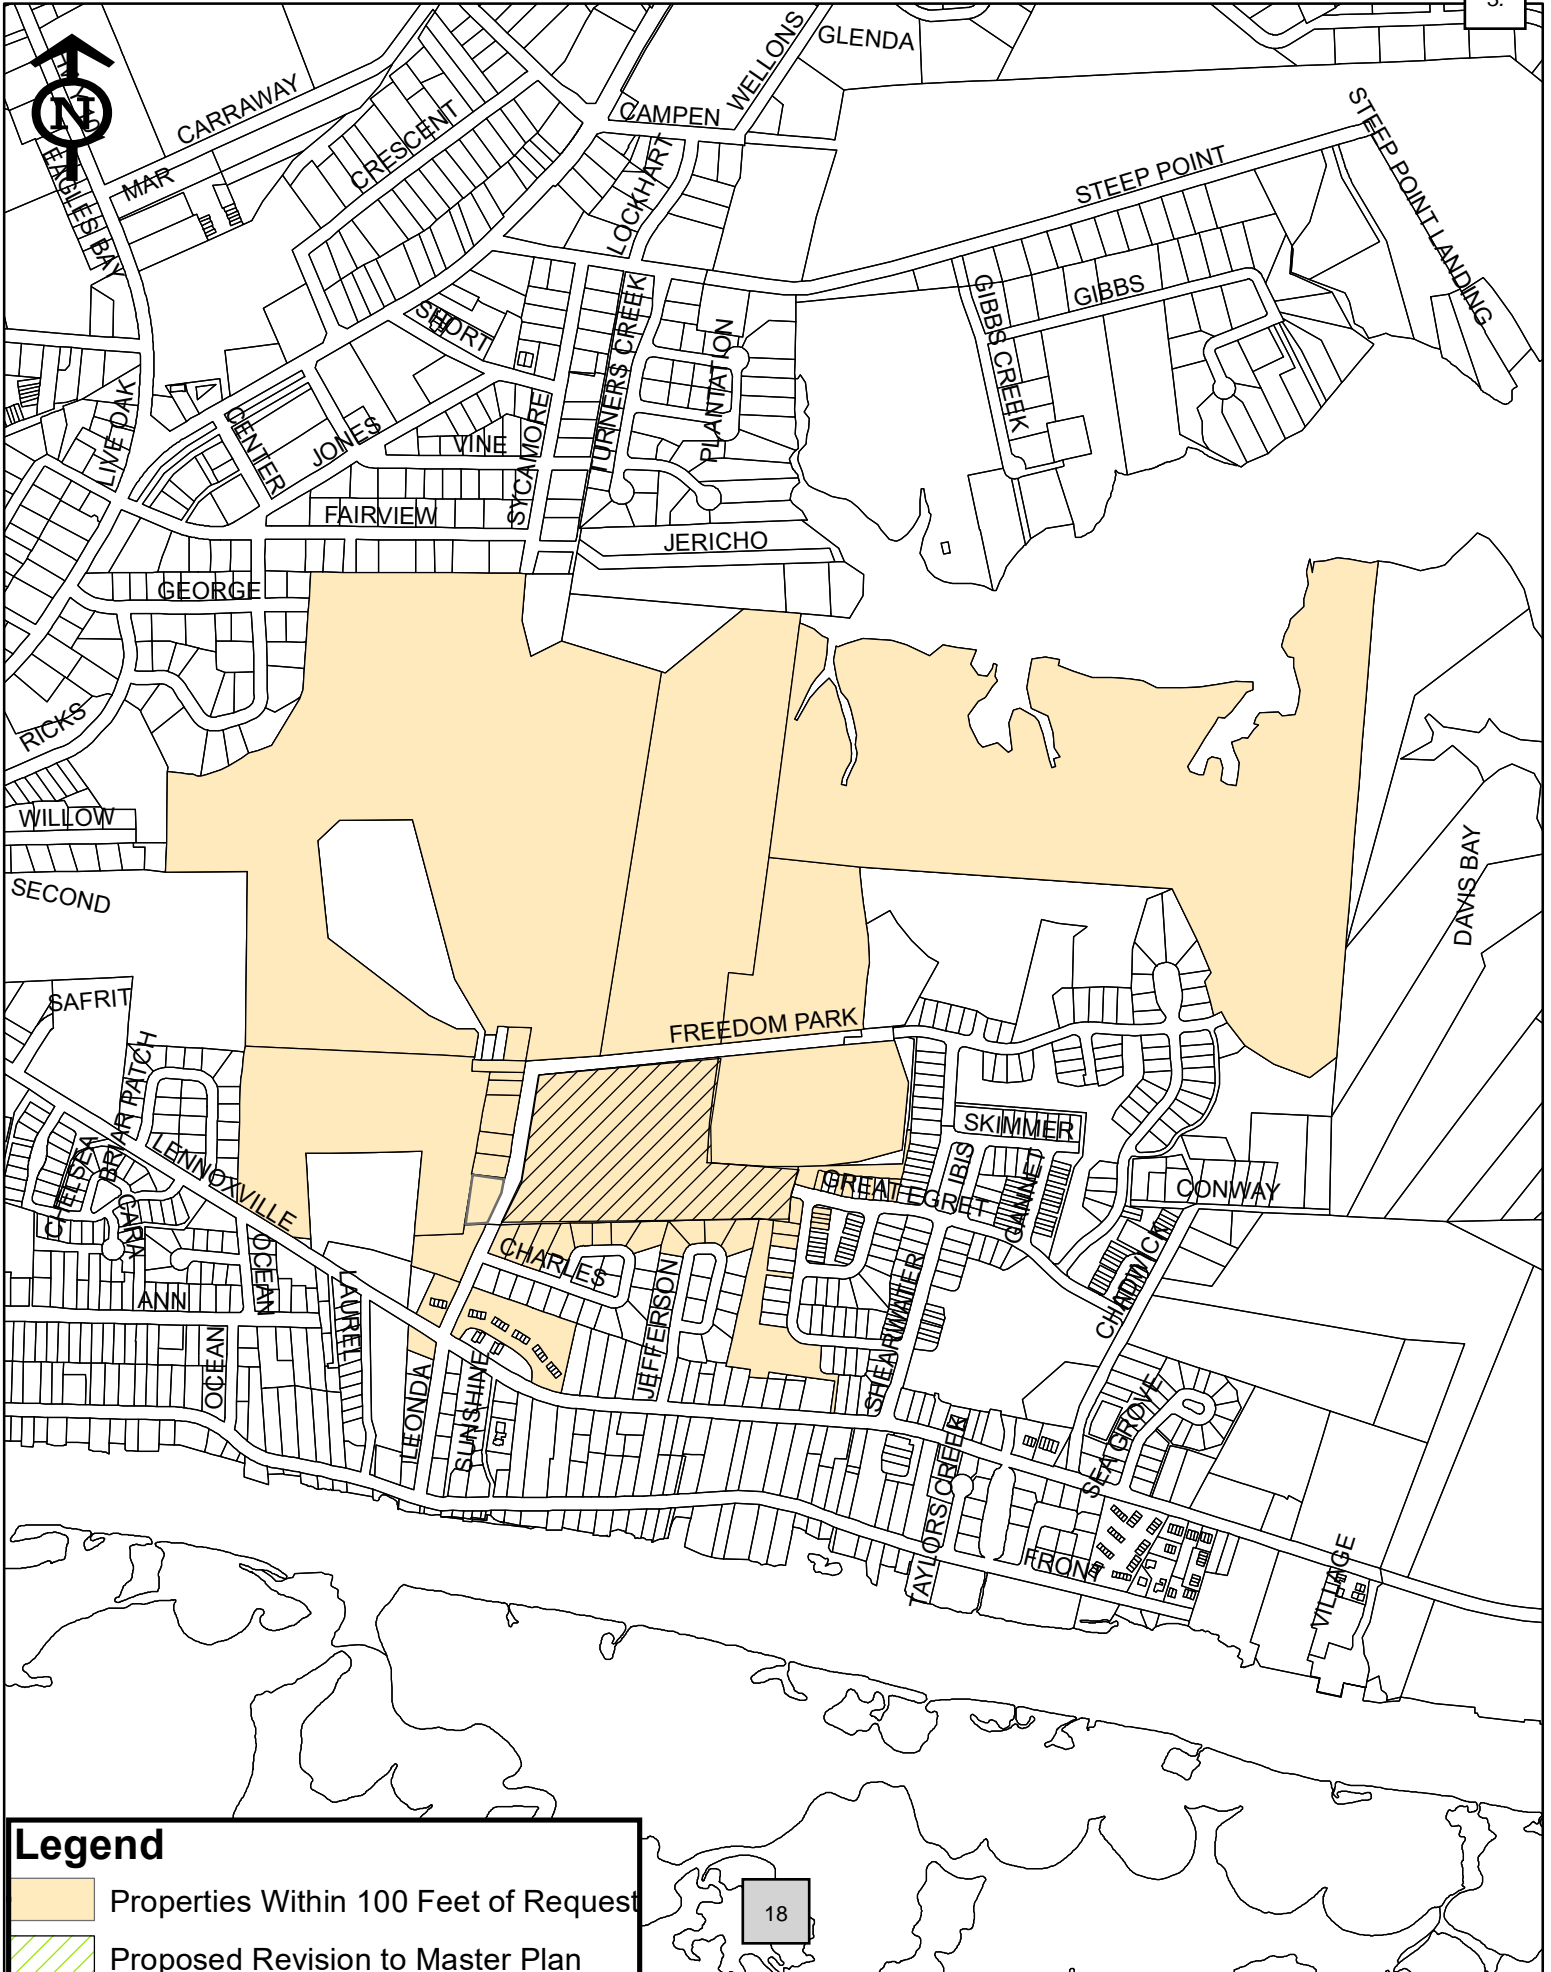 GLENDA
WELLONS
CARRAWAY
CAMPEN
N
CRESCENT
LOCKHART
STEEP POINT
STEEP POINT LANDING
MAR
EAGLES BAY
GIBBS
GIBBS CREEK
SHORT
TURNERS CREEK
PLANTATION
LIVE OAK
CENTER
JONES
VINE
SYCAMORE
FAIRVIEW
JERICHO
GEORGE
RICKS
WILLOW
SECOND
DAVIS BAY
SAFRIT
FREEDOM PARK
BRIAR PATCH
SKIMMER
LENNOXVILLE
CHELSEA
IBIS
GANNET
GREAT EGRET
CONWAY
CARN
OCEAN
CHARLES
CHADWICK
ANN
LAUREL
JEFFERSON
SHEARWATER
OCEAN
LEONDA
SUNSHINE
SEA GROVE
TAYLORS CREEK
FRONT
VILLAGE
Legend
Properties Within 100 Feet of Request
18
Proposed Revision to Master Plan